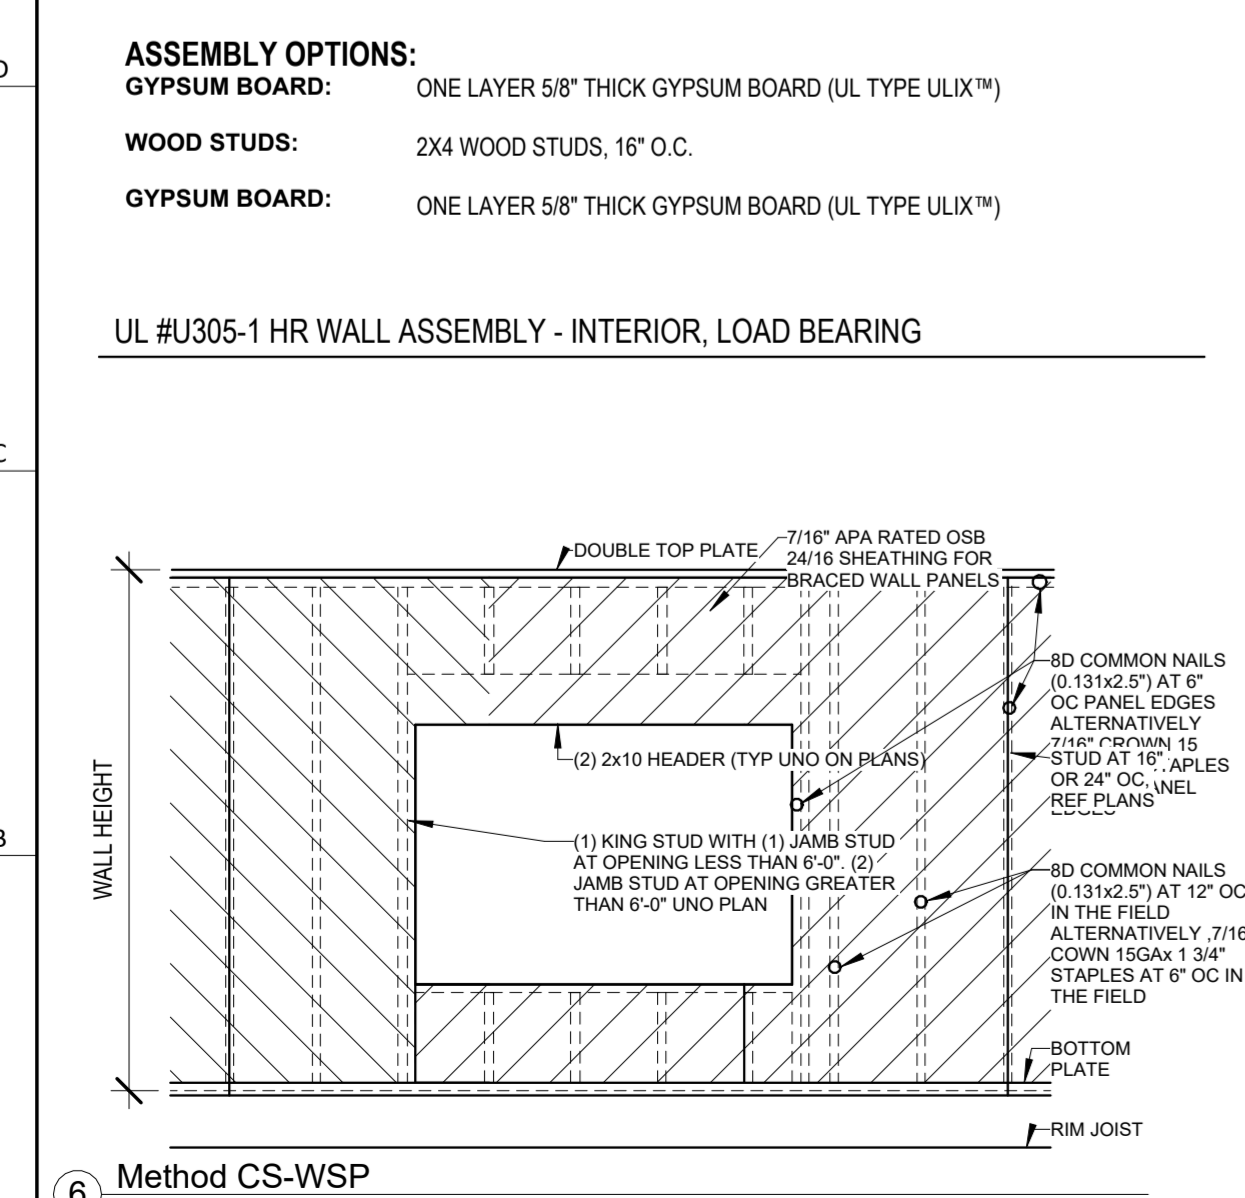 ASSEMBLY OPTIONS:
GYPSUM BOARD: ONE LAYER 5/8" THICK GYPSUM BOARD (UL TYPE ULIX™)
WOOD STUDS: 2X4 WOOD STUDS, 16" O.C.
GYPSUM BOARD: ONE LAYER 5/8" THICK GYPSUM BOARD (UL TYPE ULIX™)
UL #U305-1 HR WALL ASSEMBLY - INTERIOR, LOAD BEARING
DOUBLE TOP PLATE
7/16" APA RATED OSB
24/16 SHEATHING FOR
BRACED WALL PANELS
8D COMMON NAILS
(0.131x2.5") AT 6"
OC PANEL EDGES
ALTERNATIVELY
7/16" CROWN 15
STUD AT 16"
OR 24" OC,
REF PLANS
(2) 2x10 HEADER (TYP UNO ON PLANS)
(1) KING STUD WITH (1) JAMB STUD
AT OPENING LESS THAN 6'-0". (2)
JAMB STUD AT OPENING GREATER
THAN 6'-0" UNO PLAN
8D COMMON NAILS
(0.131x2.5") AT 12" OC
IN THE FIELD
ALTERNATIVELY ,7/16
COWN 15GAx 1 3/4"
STAPLES AT 6" OC IN
THE FIELD
BOTTOM
PLATE
RIM JOIST
WALL HEIGHT
6 Method CS-WSP
C
B